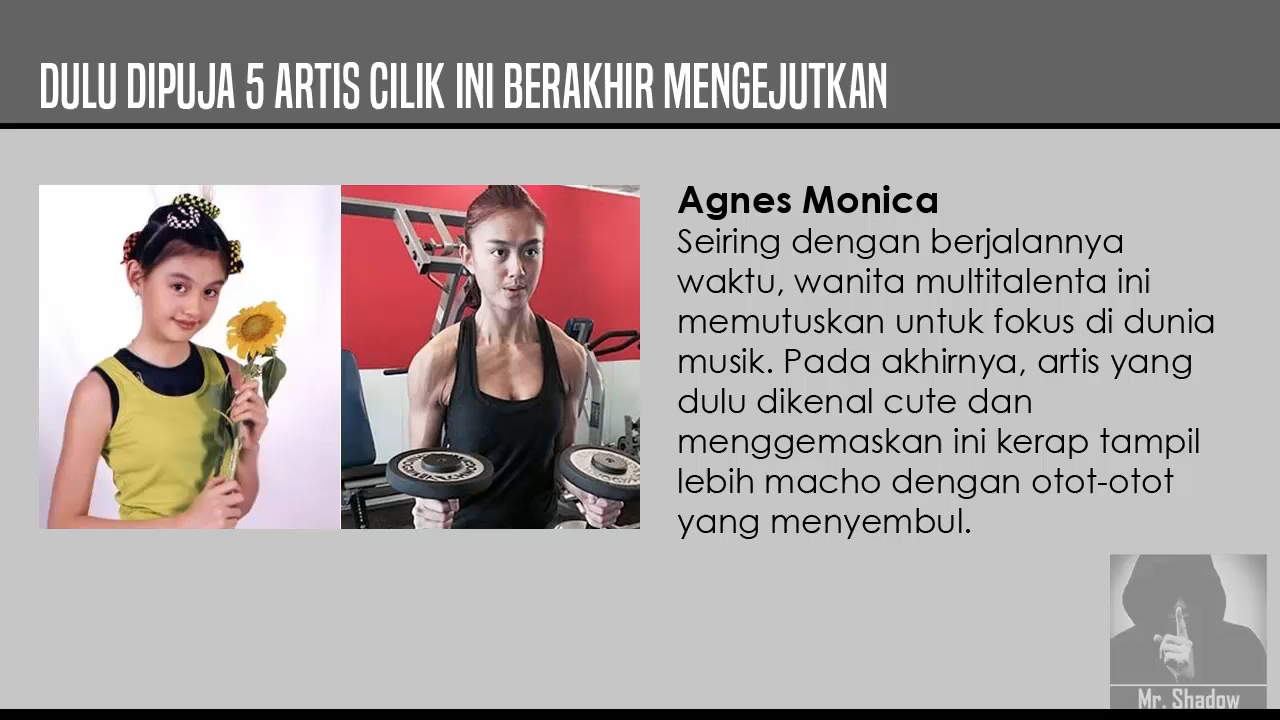 DULU DIPUJA 5 ARTIS CILIK INI BERAKHIR MENGEJUTKAN
Agnes Monica
Seiring dengan berjalannya
waktu, wanita multitalenta ini
memutuskan untuk fokus di dunia
musik. Pada akhirnya, artis yang
dulu dikenal cute dan
menggemaskan ini kerap tampil
lebih macho dengan otot-otot
yang menyembul.
Mr. Shadow